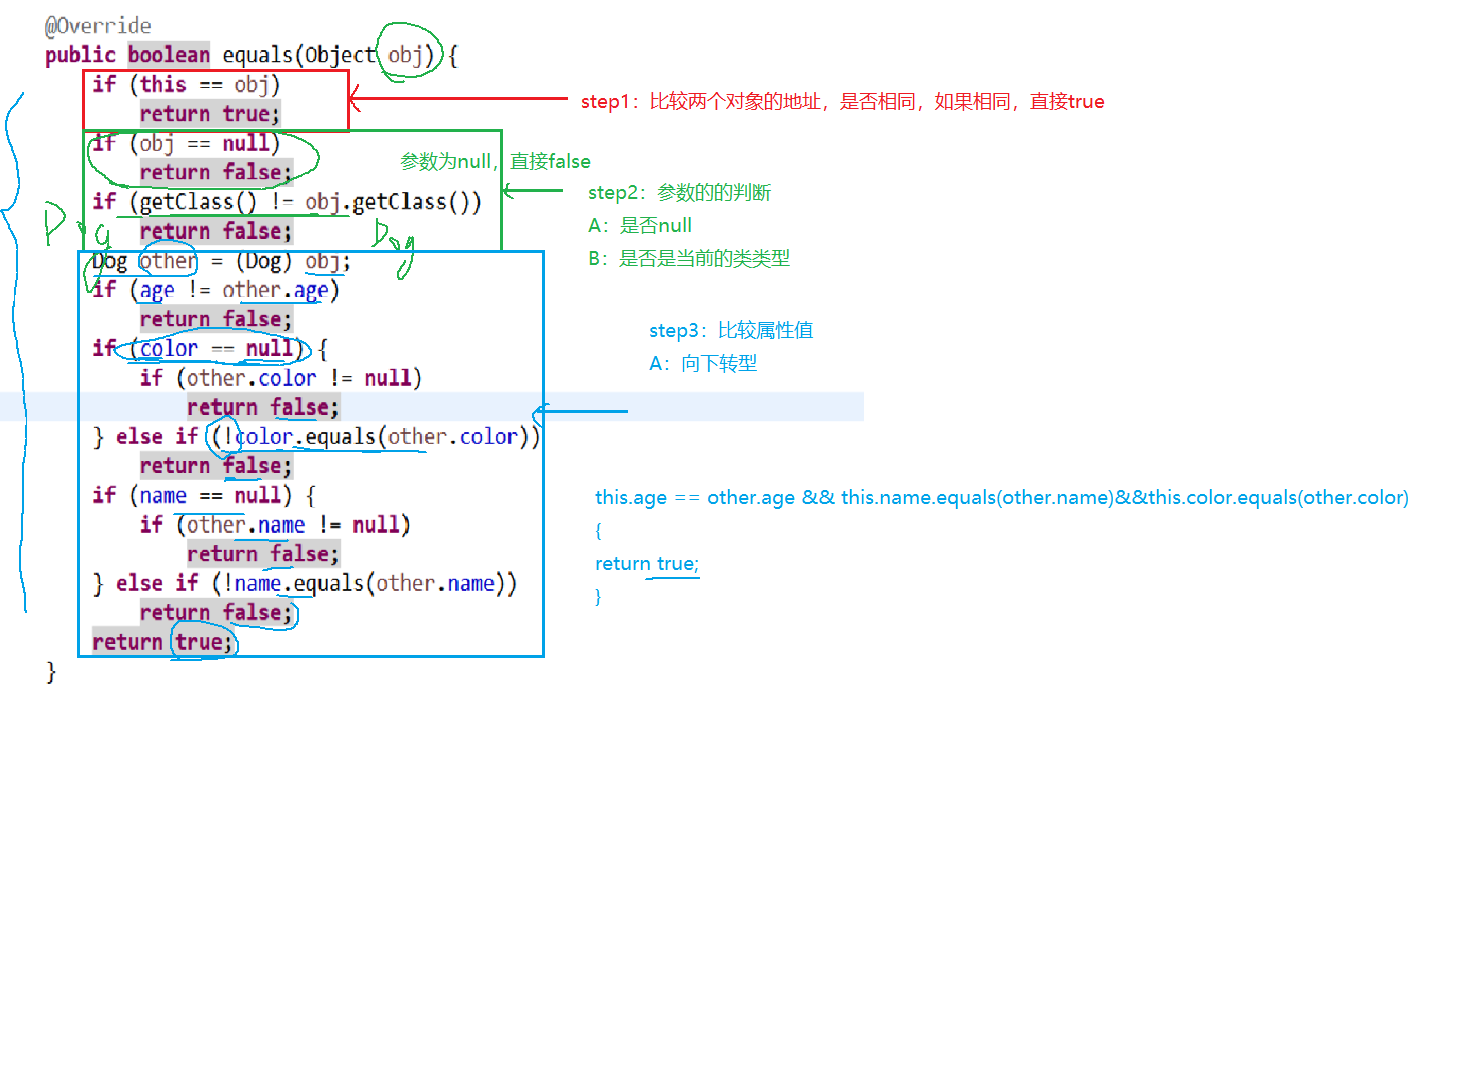 @Override
public boolean equals(Object obj) {
if (this == obj)
return true;
step1：比较两个对象的地址，是否相同，如果相同，直接true
if (obj == null)
return false;
参数为null，直接false
if (getClass() != obj.getClass())
return false;
step2：参数的的判断
A：是否null
B：是否是当前的类类型
Dog
Dog
Dog other = (Dog) obj;
if (age != other.age)
return false;
if (color == null) {
if (other.color != null)
return false;
} else if (!color.equals(other.color))
return false;
if (name == null) {
if (other.name != null)
return false;
} else if (!name.equals(other.name))
return false;
return true;
}
step3：比较属性值
A：向下转型
this.age == other.age && this.name.equals(other.name)&&this.color.equals(other.color)
{
return true;
}